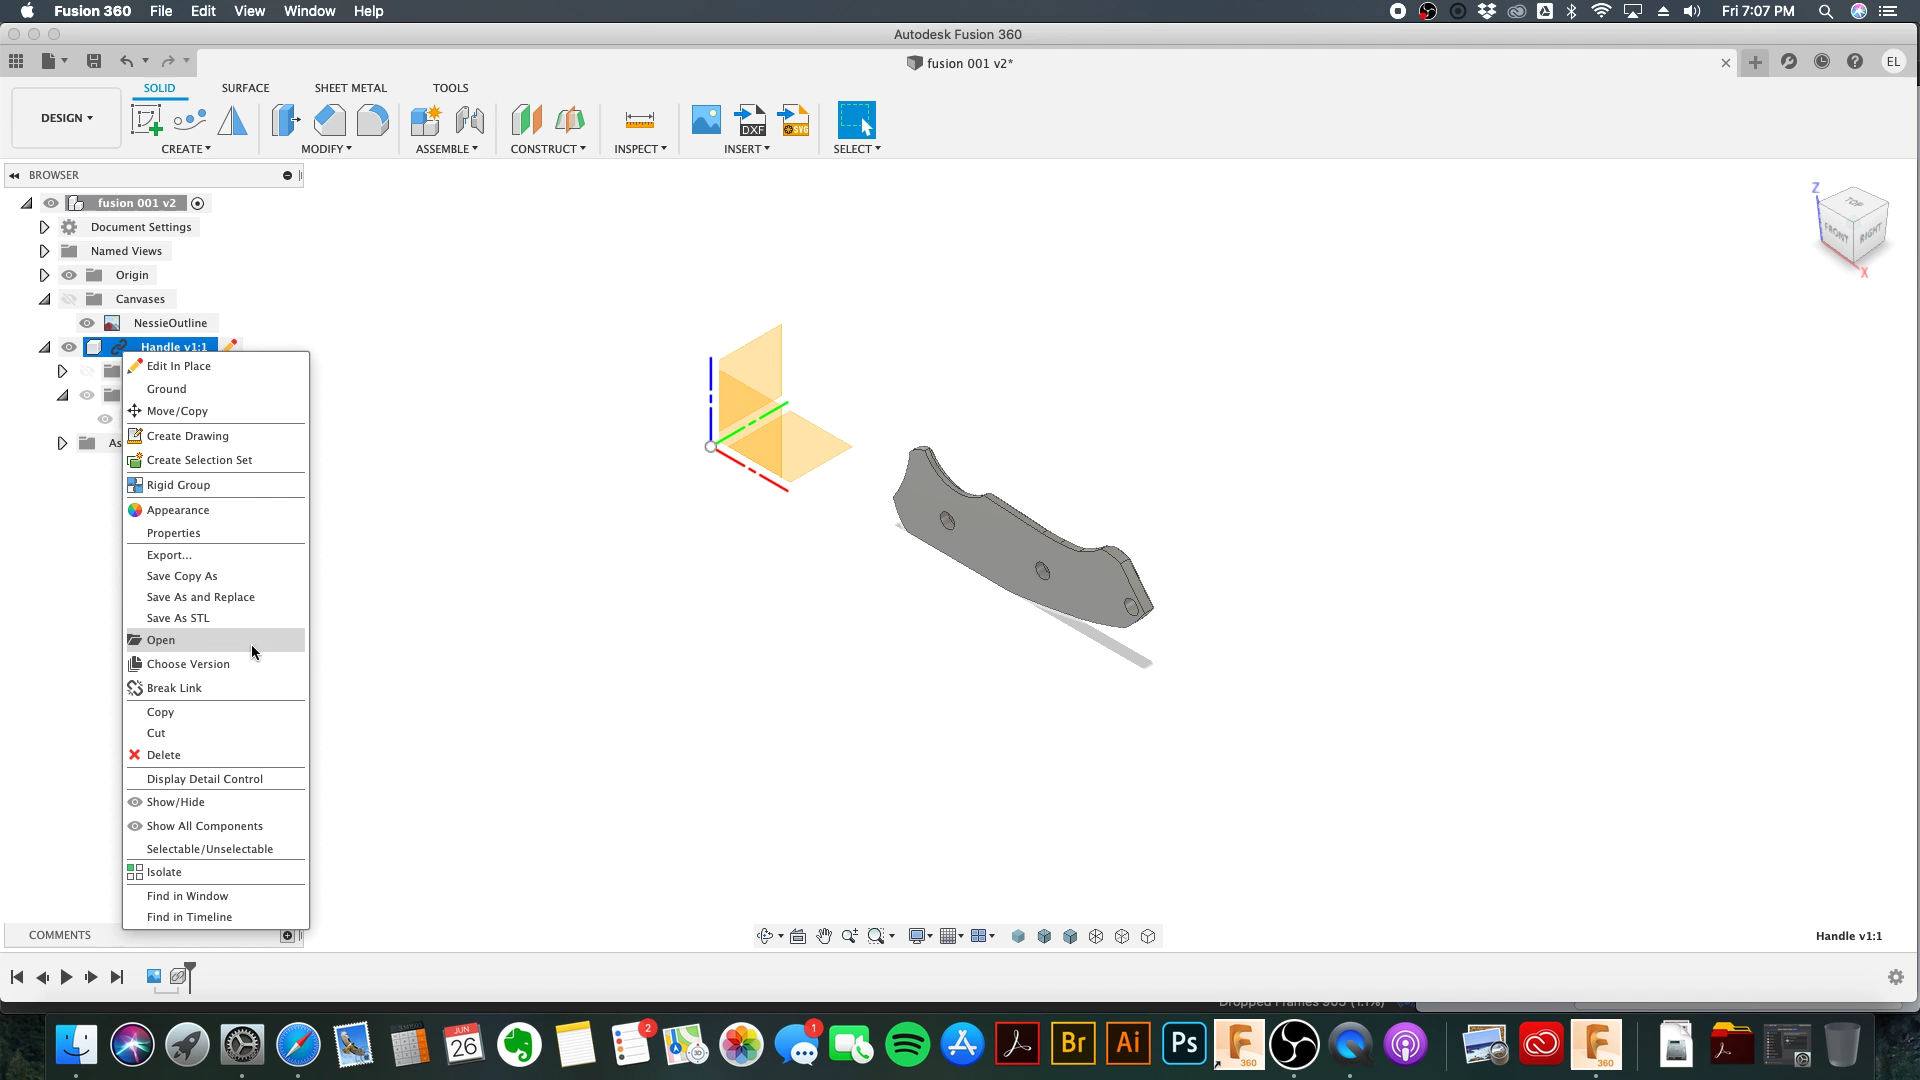 Fusion 360 File Edit View Window Help
Fri 7:07 PM
Autodesk Fusion 360
fusion 001 v2*
EL
SOLID SURFACE SHEET METAL TOOLS
DESIGN
DXF
SVG
CREATE MODIFY ASSEMBLE CONSTRUCT INSPECT INSERT SELECT
BROWSER
fusion 001 v2
Document Settings
Named Views
Origin
Canvases
NessieOutline
Handle v1:1
As
Edit In Place
Ground
Move/Copy
Create Drawing
Create Selection Set
Rigid Group
Appearance
Properties
Export...
Save Copy As
Save As and Replace
Save As STL
Open
Choose Version
Break Link
Copy
Cut
Delete
Display Detail Control
Show/Hide
Show All Components
Selectable/Unselectable
Isolate
Find in Window
Find in Timeline
Z
TOP
FRONT
RIGHT
X
COMMENTS
Handle v1:1
JUN
26
2
3D
1
Br
Ai
Ps
360
360